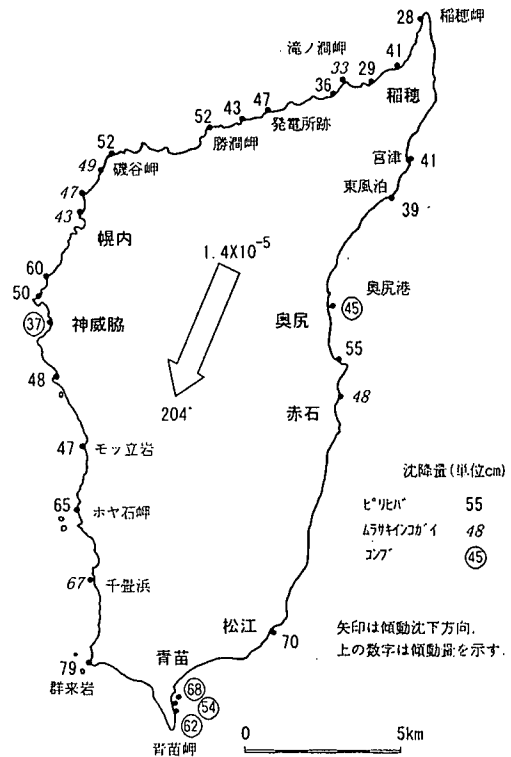 28 稲穂岬
滝ノ澗岬
41
33
36
29
稲穂
43
47
52
発電所跡
勝澗岬
52
磯谷岬
49
宮津
41
47
東風泊
39
43
幌内
1.4X10⁻⁵
60
50
奥尻港
37
神威脇
奥尻
45
55
48
204°
48
赤石
47
モッ立岩
沈降量(単位cm)
65
ホヤ石岬
ピリヒバ 55
ムラサキインコガイ 48
コンブ 45
67
千畳浜
松江
70
矢印は傾動沈下方向.
上の数字は傾動量を示す.
79
群来岩
青苗
68
54
62
青苗岬
0 5km